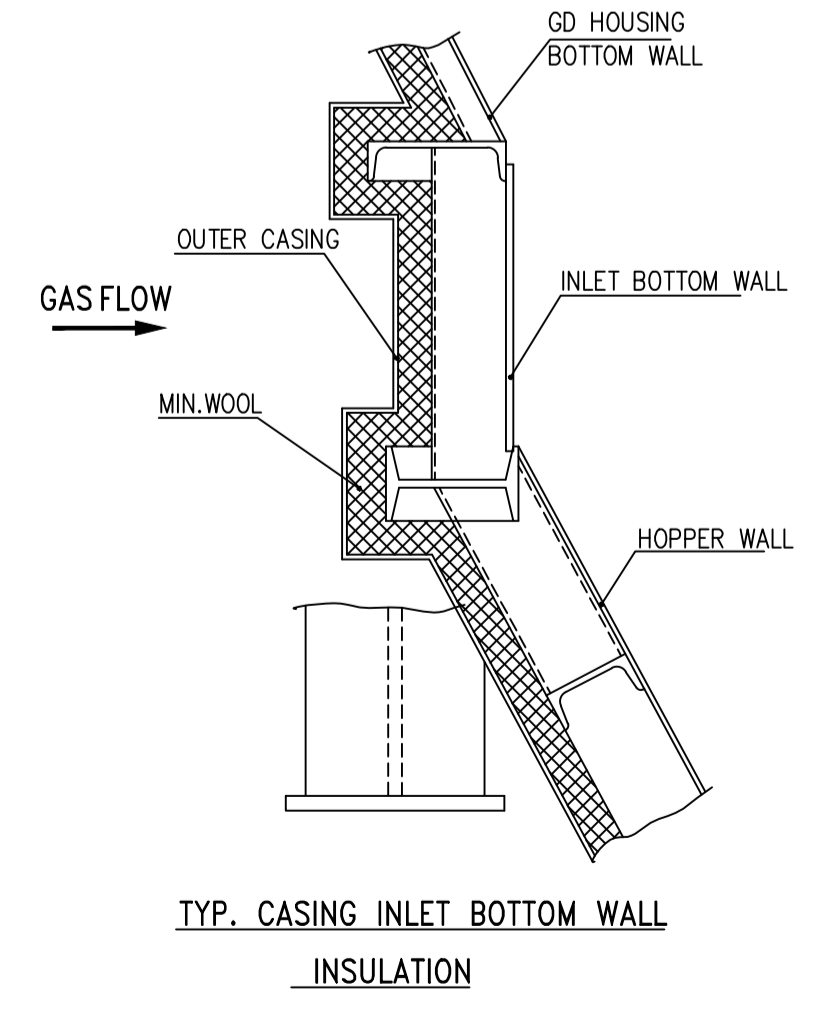 GD HOUSING
BOTTOM WALL
OUTER CASING
INLET BOTTOM WALL
GAS FLOW
MIN.WOOL
HOPPER WALL
TYP. CASING INLET BOTTOM WALL
INSULATION